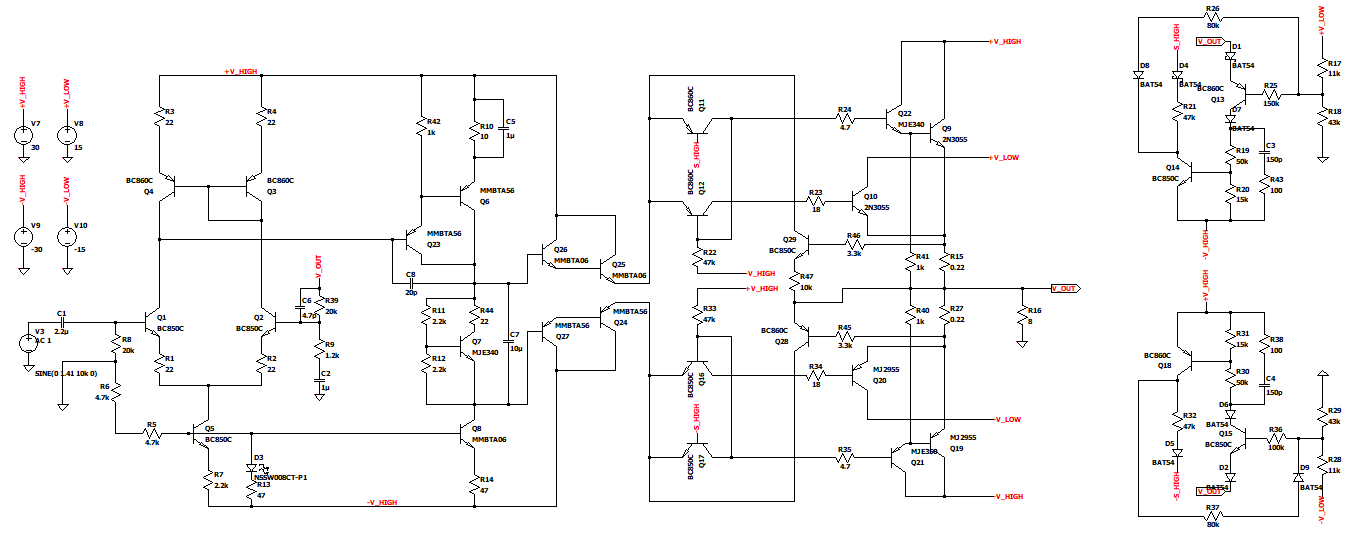 +V_HIGH
V7
30
+V_LOW
V8
15
-V_HIGH
V9
-30
-V_LOW
V10
-15
+V_HIGH
R3
22
R4
22
R42
1k
R10
10
C5
1µ
BC860C
Q4
BC860C
Q3
MMBTA56
Q6
MMBTA56
Q23
C8
20p
Q26
MMBTA06
Q25
MMBTA06
V_OUT
C6
4.7p
R39
20k
C1
2.2µ
V3
AC 1
SINE(0 1.41 10k 0)
R8
20k
Q1
BC850C
Q2
BC850C
R1
22
R2
22
R9
1.2k
C2
1µ
R6
4.7k
R5
4.7k
Q5
BC850C
R7
2.2k
D3
NSSW008CT-P1
R13
47
-V_HIGH
R11
2.2k
R12
2.2k
R44
22
Q7
MJE340
C7
10µ
Q8
MMBTA06
R14
47
MMBTA56
Q27
MMBTA56
Q24
BC860C
Q11
S_HIGH
BC860C
Q12
R22
47k
-V_HIGH
+V_HIGH
R33
47k
BC850C
Q16
-S_HIGH
BC850C
Q17
R24
4.7
R23
18
Q29
BC850C
R46
3.3k
R47
10k
BC860C
Q28
R45
3.3k
R34
18
R35
4.7
Q22
MJE340
Q9
2N3055
+V_HIGH
+V_LOW
Q10
2N3055
R41
1k
R15
0.22
R40
1k
R27
0.22
V_OUT
R16
8
MJ2955
Q20
-V_LOW
MJ2955
Q19
MJE350
Q21
-V_HIGH
R26
80k
+V_LOW
S_HIGH
V_OUT
D1
BAT54
D8
BAT54
D4
BAT54
R17
11k
BC860C
Q13
R25
150k
R21
47k
D7
BAT54
R18
43k
R19
50k
C3
150p
Q14
BC850C
R20
15k
R43
100
-V_HIGH
+V_HIGH
R31
15k
R38
100
BC860C
Q18
R30
50k
C4
150p
R32
47k
D6
BAT54
Q15
BC850C
R36
100k
R29
43k
D5
BAT54
D2
BAT54
D9
BAT54
R28
11k
-S_HIGH
V_OUT
R37
80k
-V_LOW